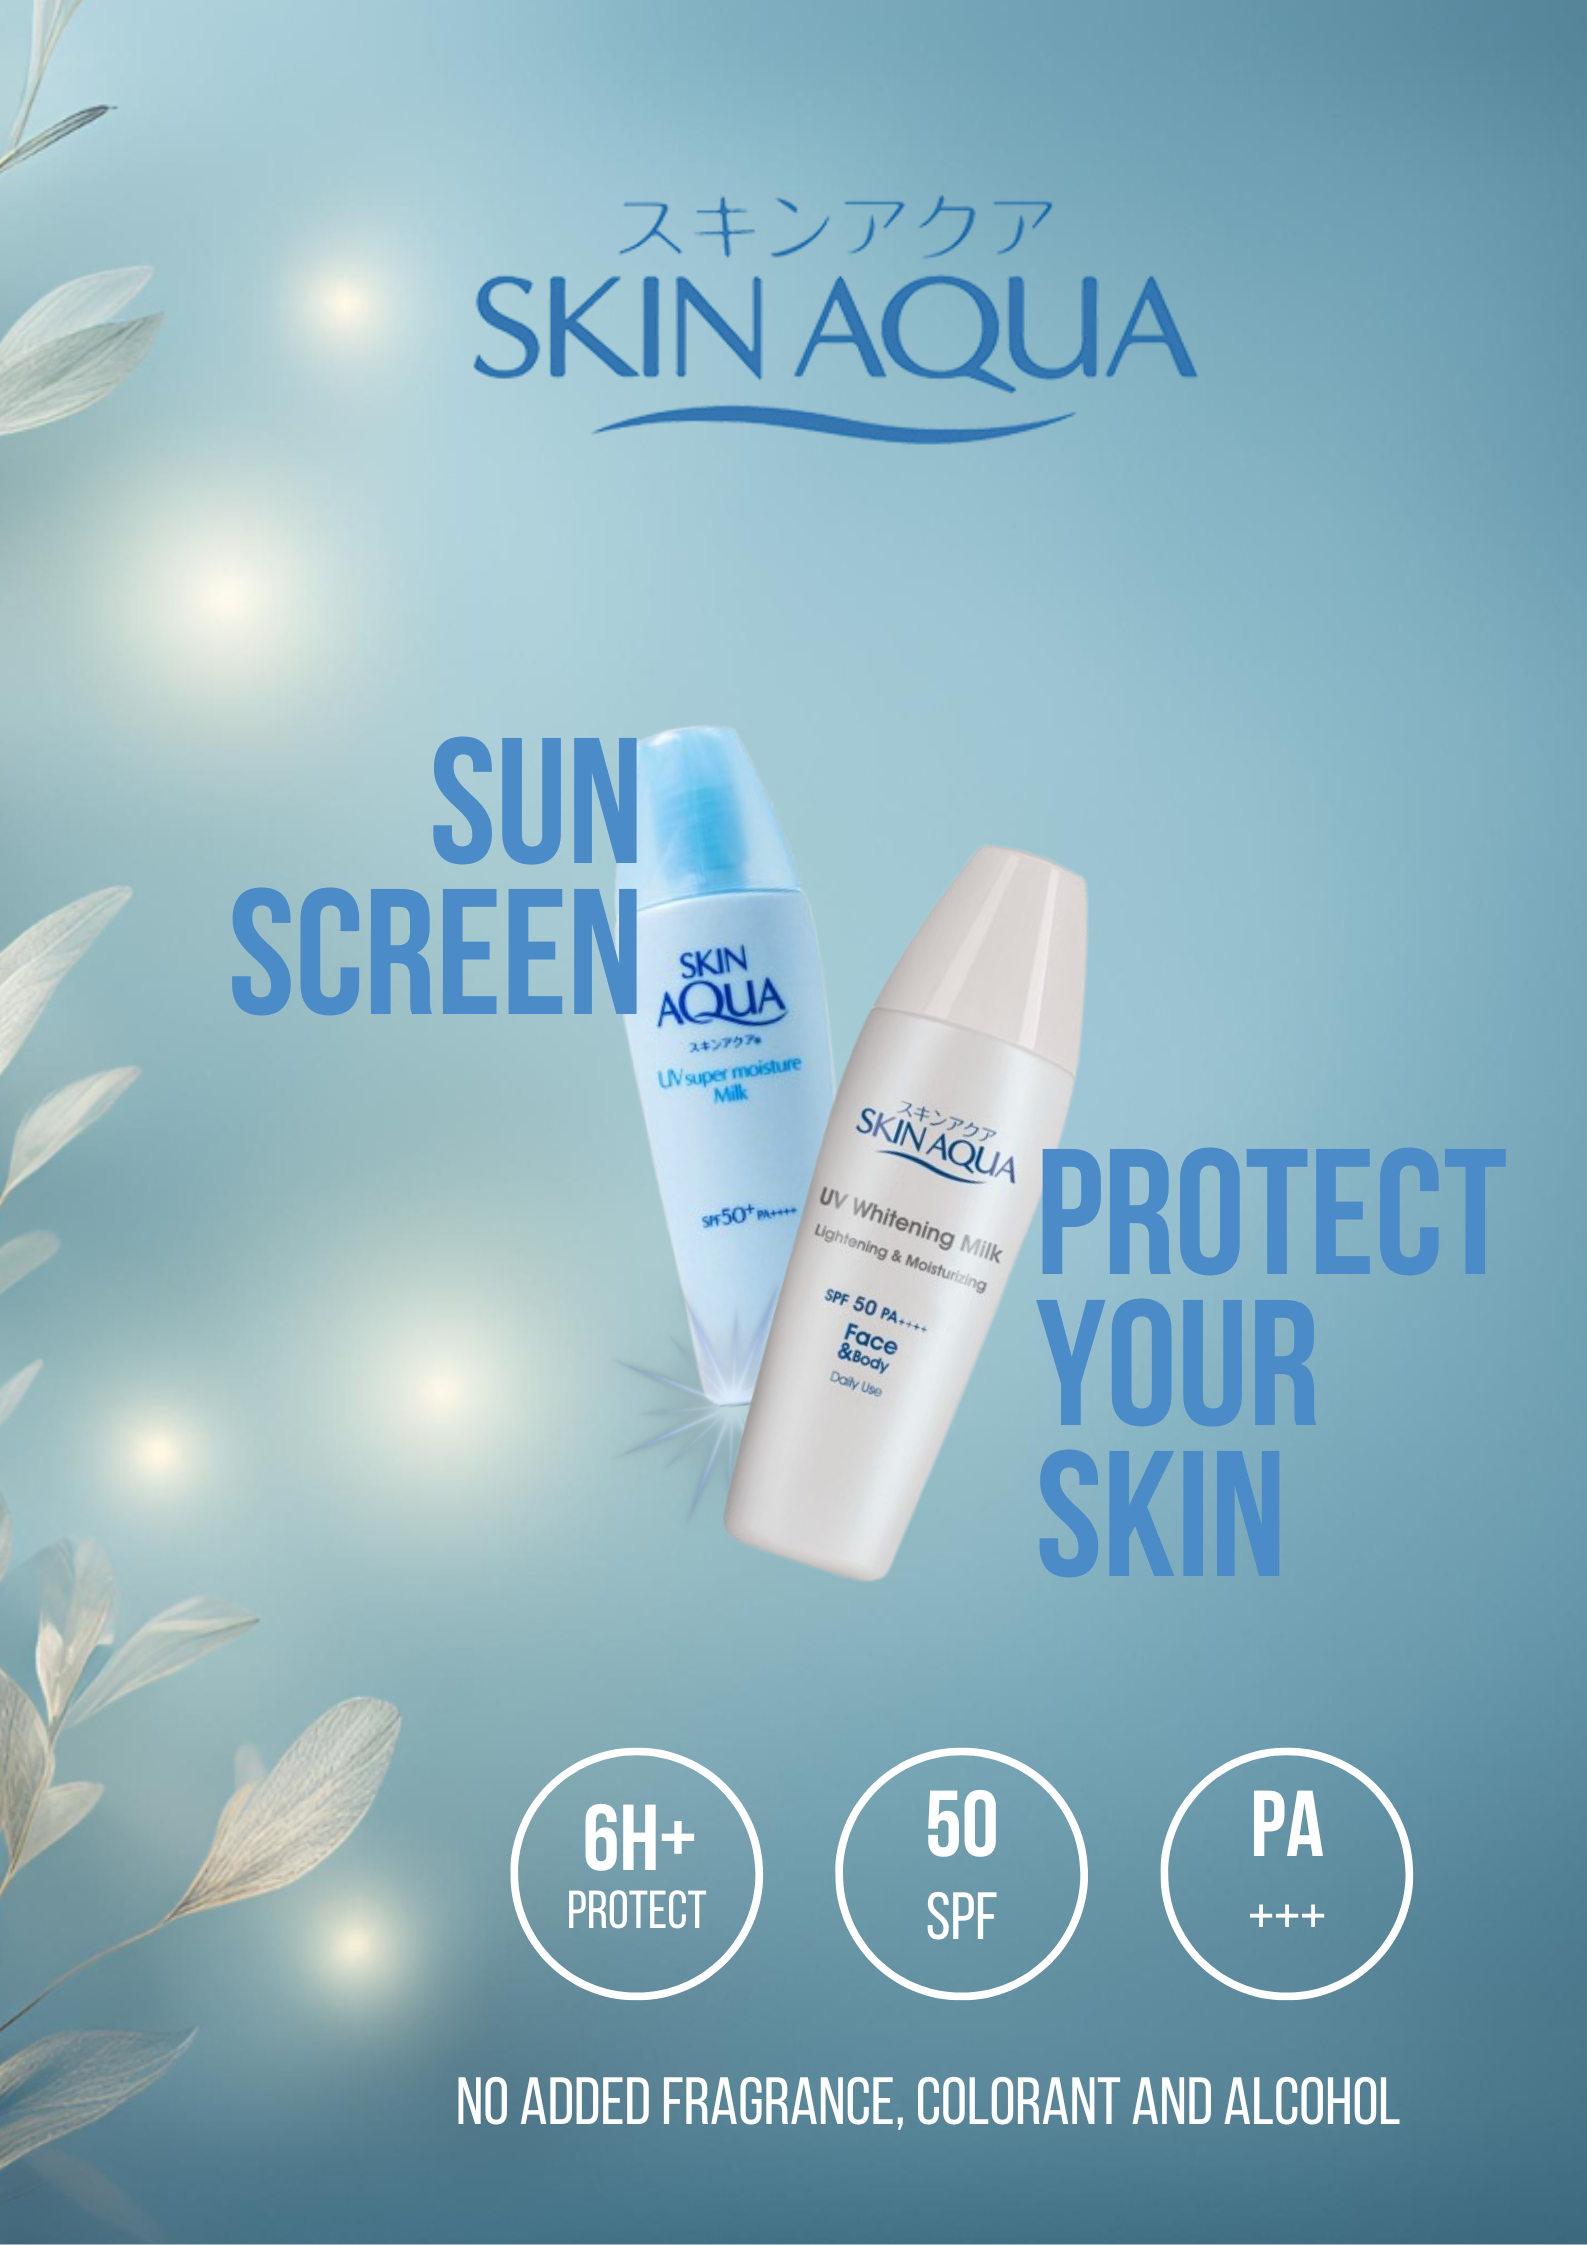 スキンアクア
SKIN AQUA
SUN
SCREEN
SKIN
AQUA
スキンアクア®
UV super moisture
Milk
SPF50+ PA++++
スキンアクア
SKIN AQUA
UV Whitening Milk
Lightening & Moisturizing
SPF 50 PA++++
Face
&Body
Daily Use
PROTECT
YOUR
SKIN
6H+
PROTECT
50
SPF
PA
+++
NO ADDED FRAGRANCE, COLORANT AND ALCOHOL